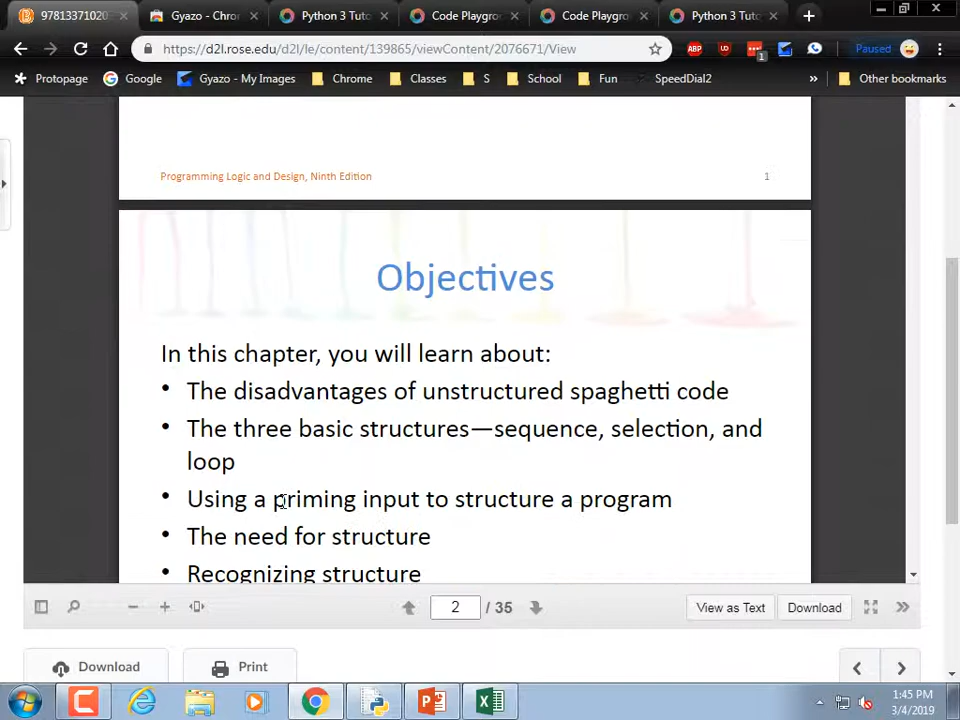 97813371020
Gyazo - Chro
Python 3 Tuto
Code Playgro
Code Playgro
Python 3 Tuto
https://d2l.rose.edu/d2l/le/content/139865/viewContent/2076671/View
ABP
UD
1
Paused
Protopage
Google
Gyazo - My Images
Chrome
Classes
S
School
Fun
SpeedDial2
»
Other bookmarks
Programming Logic and Design, Ninth Edition
1
Objectives
In this chapter, you will learn about:
• The disadvantages of unstructured spaghetti code
• The three basic structures—sequence, selection, and
loop
• Using a priming input to structure a program
• The need for structure
• Recognizing structure
2 / 35
View as Text
Download
Download
Print
1:45 PM
3/4/2019